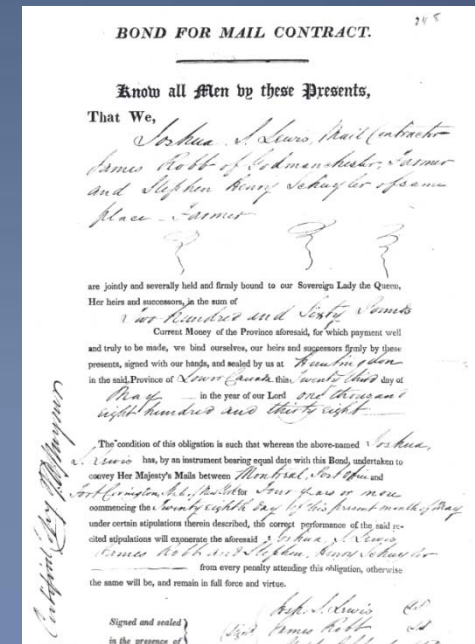 BOND FOR MAIL CONTRACT.
Know all Men by these Presents,
That We,
Joshua S. Lewis, Mail Contractor
James Robb of Godmanchester, Farmer
and Stephen Henry Schuyler of same
place - Farmer
are jointly and severally held and firmly bound to our Sovereign Lady the Queen,
Her heirs and successors, in the sum of
Two hundred and Sixty Pounds
Current Money of the Province aforesaid, for which payment well
and truly to be made, we bind ourselves, our heirs and successors firmly by these
presents, signed with our hands, and sealed by us at Huntingdon
in the said, Province of Lower Canada this, twenty third day of
May in the year of our Lord one thousand
eight hundred and thirty eight
The condition of this obligation is such that whereas the above-named Joshua
S. Lewis has, by an instrument bearing equal date with this Bond, undertaken to
convey Her Majesty's Mails between Montreal, and
Fort Covington for four years or more
commencing the twenty eighth day of this present month of May
under certain stipulations therein described, the correct performance of the said re-
cited stipulations will exonerate the aforesaid Joshua S. Lewis
James Robb and Stephen Henry Schuyler
from every penalty attending this obligation, otherwise
the same will be, and remain in full force and virtue.
Signed and sealed
in the presence of
Josh. S. Lewis
James Robb